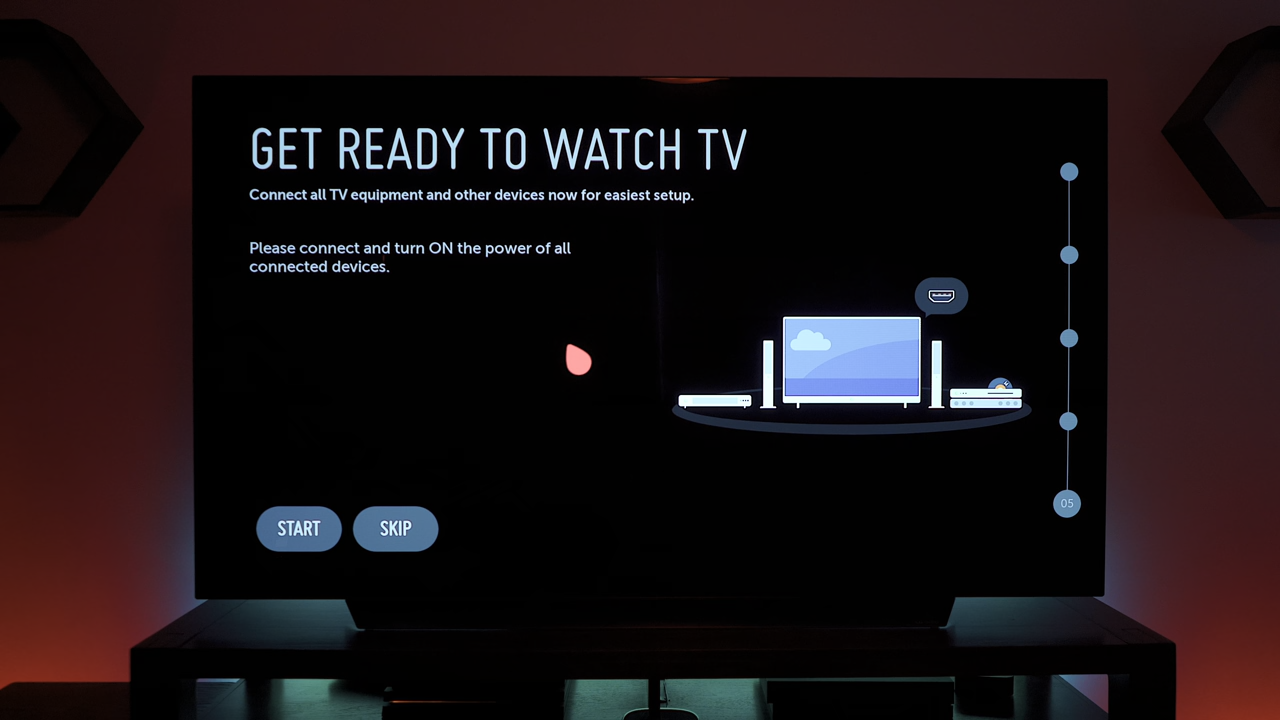 GET READY TO WATCH TV
Connect all TV equipment and other devices now for easiest setup.
Please connect and turn ON the power of all
connected devices.
START
SKIP
05